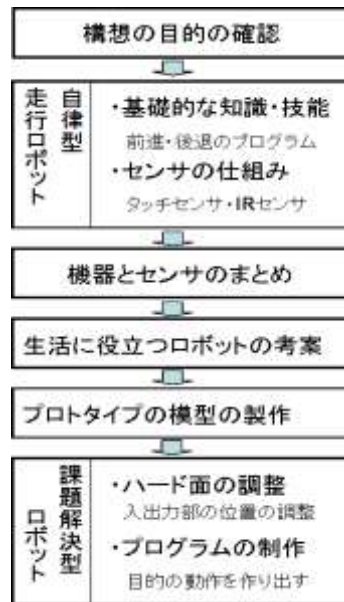 構想の目的の確認
自律型
走行ロボット
・基礎的な知識・技能
前進・後退のプログラム
・センサの仕組み
タッチセンサ・IRセンサ
機器とセンサのまとめ
生活に役立つロボットの考案
プロトタイプの模型の製作
課題解決型
ロボット
・ハード面の調整
入出力部の位置の調整
・プログラムの制作
目的の動作を作り出す